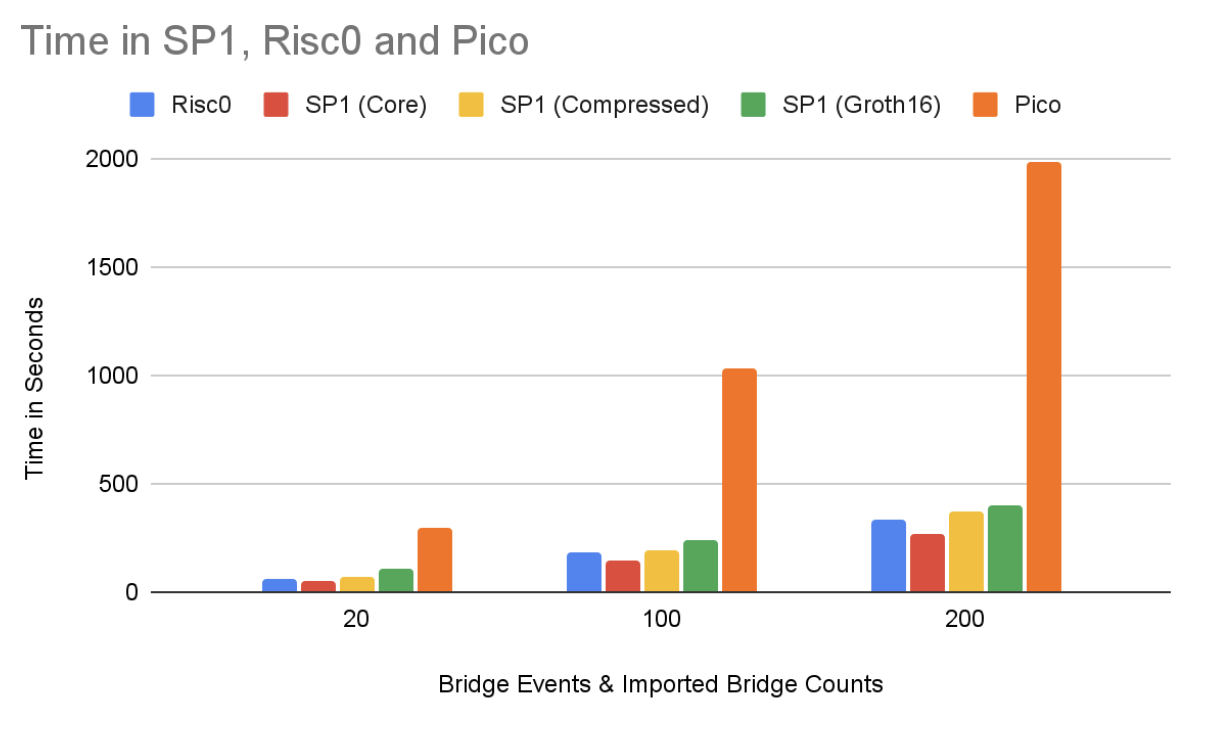 Time in SP1, Risc0 and Pico
Risc0 SP1 (Core) SP1 (Compressed) SP1 (Groth16) Pico
2000
1500
1000
500
0
Time in Seconds
20 100 200
Bridge Events & Imported Bridge Counts